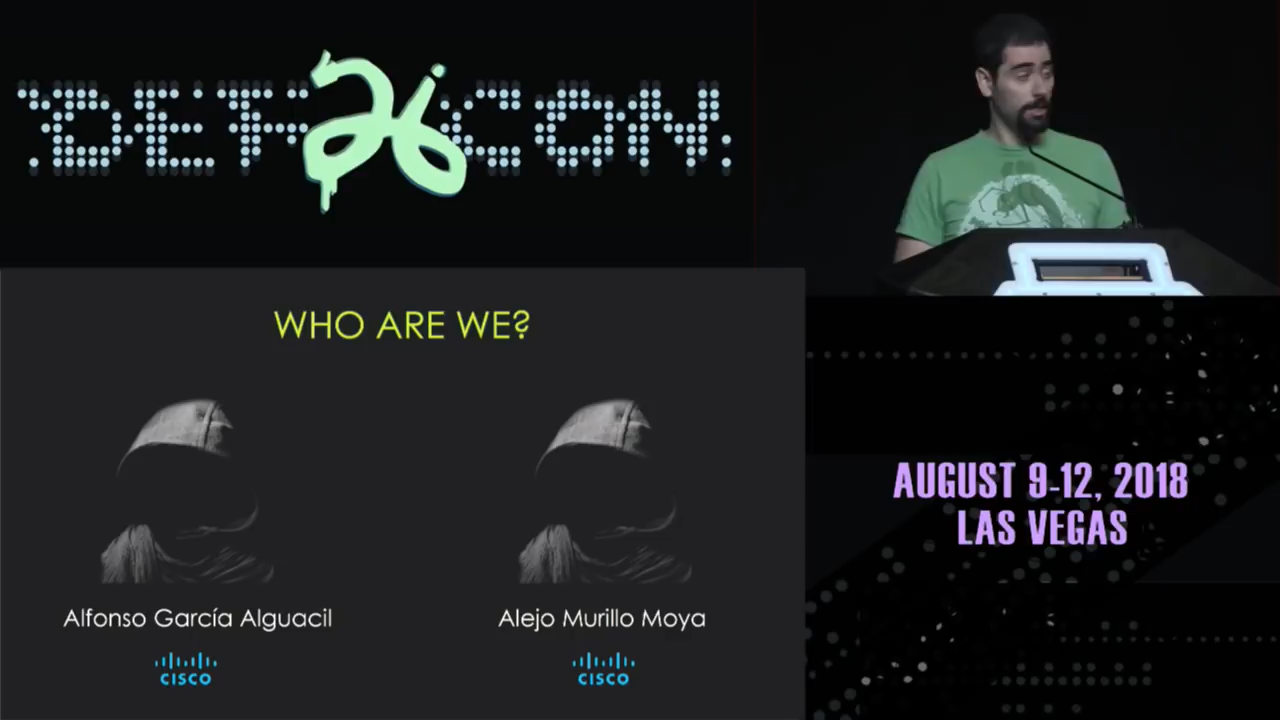 DEF CON
26
WHO ARE WE?
Alfonso García Alguacil
Alejo Murillo Moya
CISCO
CISCO
AUGUST 9-12, 2018
LAS VEGAS